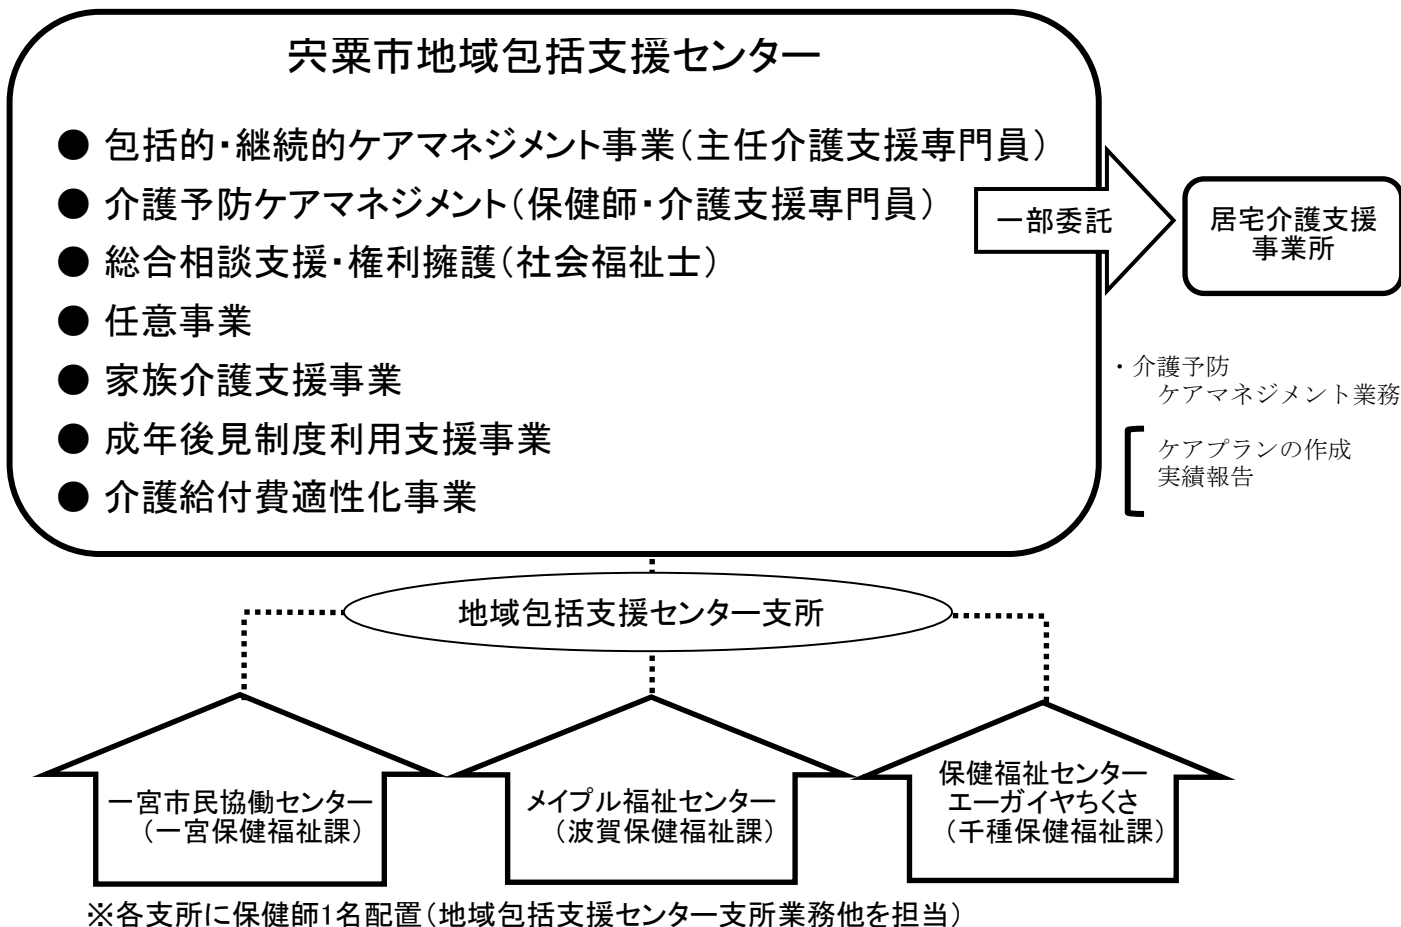 宍粟市地域包括支援センター
● 包括的・継続的ケアマネジメント事業（主任介護支援専門員）
● 介護予防ケアマネジメント（保健師・介護支援専門員）
● 総合相談支援・権利擁護（社会福祉士）
● 任意事業
● 家族介護支援事業
● 成年後見制度利用支援事業
● 介護給付費適性化事業
一部委託
居宅介護支援
事業所
・介護予防
ケアマネジメント業務
ケアプランの作成
実績報告
地域包括支援センター支所
一宮市民協働センター
（一宮保健福祉課）
メイプル福祉センター
（波賀保健福祉課）
保健福祉センター
エーガイヤちくさ
（千種保健福祉課）
※各支所に保健師1名配置（地域包括支援センター支所業務他を担当）